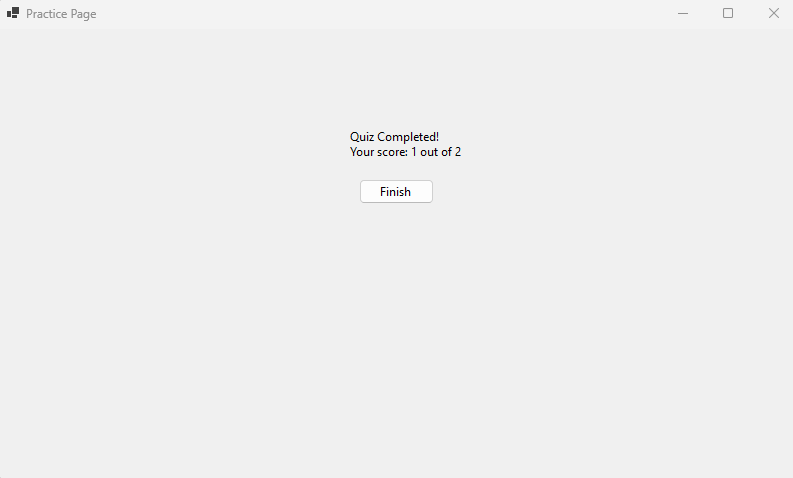 Practice Page
Quiz Completed!
Your score: 1 out of 2
Finish